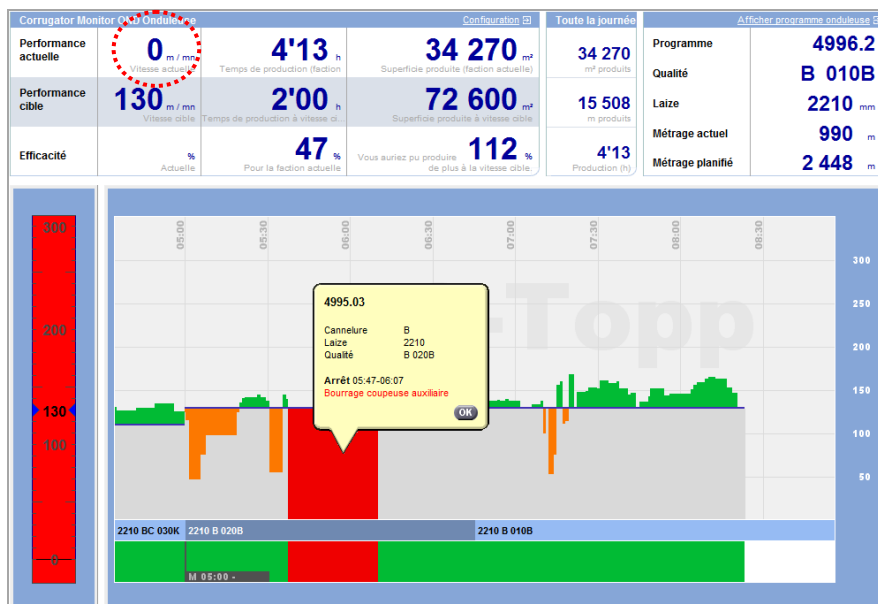 Corrugator Monitor OND Onduleuse
Configuration
Toute la journée
Afficher programme onduleuse
Performance actuelle
0 m / mn
Vitesse actuelle
4'13 h
Temps de production (faction
34 270 m²
Superficie produite (faction actuelle)
34 270
m² produits
Programme 4996.2
Qualité B 010B
Performance cible
130 m / mn
Vitesse cible
2'00 h
Temps de production à vitesse ci...
72 600 m²
Superficie produite à vitesse cible
15 508
m produits
Laize 2210 mm
Métrage actuel 990 m
Efficacité
%
Actuelle
47 %
Pour la faction actuelle
Vous auriez pu produire 112 %
de plus à la vitesse cible.
4'13
Production (h)
Métrage planifié 2 448 m
300
200
130
100
0
05:00
05:30
06:00
06:30
07:00
07:30
08:00
08:30
300
250
200
150
100
50
-Topp
4995.03
Cannelure B
Laize 2210
Qualité B 020B
Arrêt 05:47-06:07
Bourrage coupeuse auxiliaire
OK
2210 BC 030K
2210 B 020B
2210 B 010B
M 05:00 -